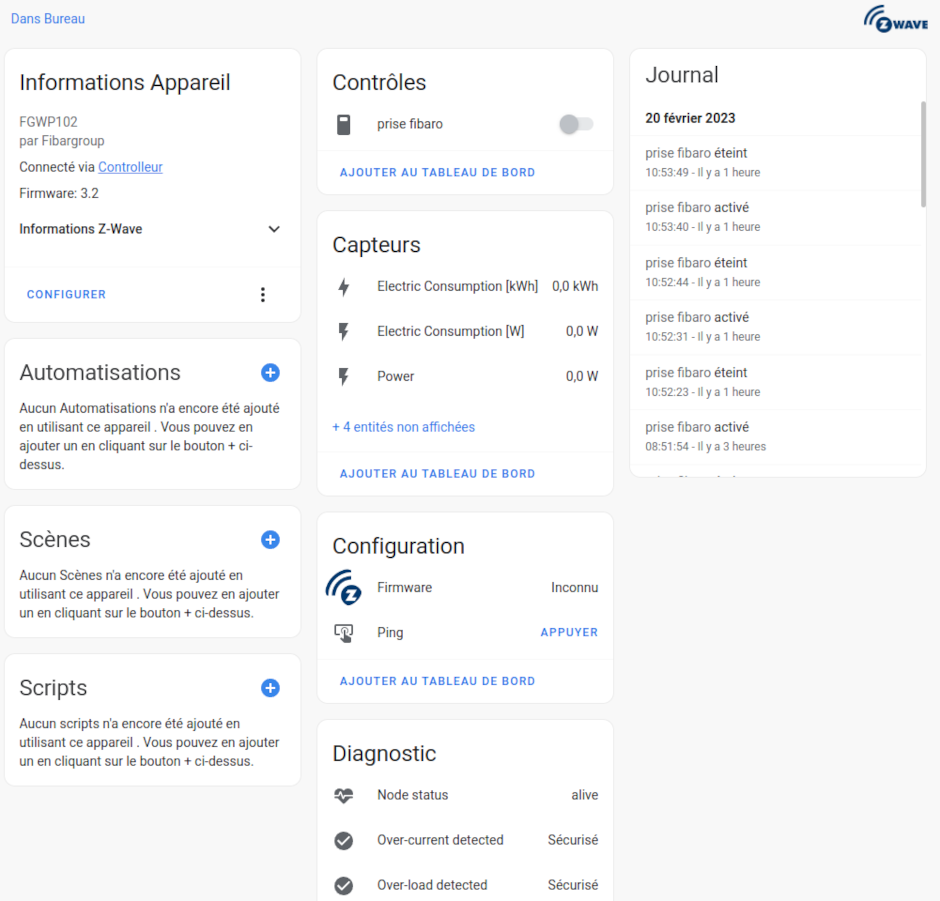 Dans Bureau
Z WAVE
Informations Appareil
FGWP102
par Fibargroup
Connecté via Controlleur
Firmware: 3.2
Informations Z-Wave
CONFIGURER
Automatisations
Aucun Automatisations n'a encore été ajouté
en utilisant ce appareil . Vous pouvez en
ajouter un en cliquant sur le bouton + ci-
dessus.
Scènes
Aucun Scènes n'a encore été ajouté en
utilisant ce appareil . Vous pouvez en ajouter
un en cliquant sur le bouton + ci-dessus.
Scripts
Aucun scripts n'a encore été ajouté en
utilisant ce appareil . Vous pouvez en ajouter
un en cliquant sur le bouton + ci-dessus.
Contrôles
prise fibaro
AJOUTER AU TABLEAU DE BORD
Capteurs
Electric Consumption [kWh] 0,0 kWh
Electric Consumption [W] 0,0 W
Power 0,0 W
+ 4 entités non affichées
AJOUTER AU TABLEAU DE BORD
Configuration
Z Firmware Inconnu
Ping APPUYER
AJOUTER AU TABLEAU DE BORD
Diagnostic
Node status alive
Over-current detected Sécurisé
Over-load detected Sécurisé
Journal
20 février 2023
prise fibaro éteint
10:53:49 - Il y a 1 heure
prise fibaro activé
10:53:40 - Il y a 1 heure
prise fibaro éteint
10:52:44 - Il y a 1 heure
prise fibaro activé
10:52:31 - Il y a 1 heure
prise fibaro éteint
10:52:23 - Il y a 1 heure
prise fibaro activé
08:51:54 - Il y a 3 heures